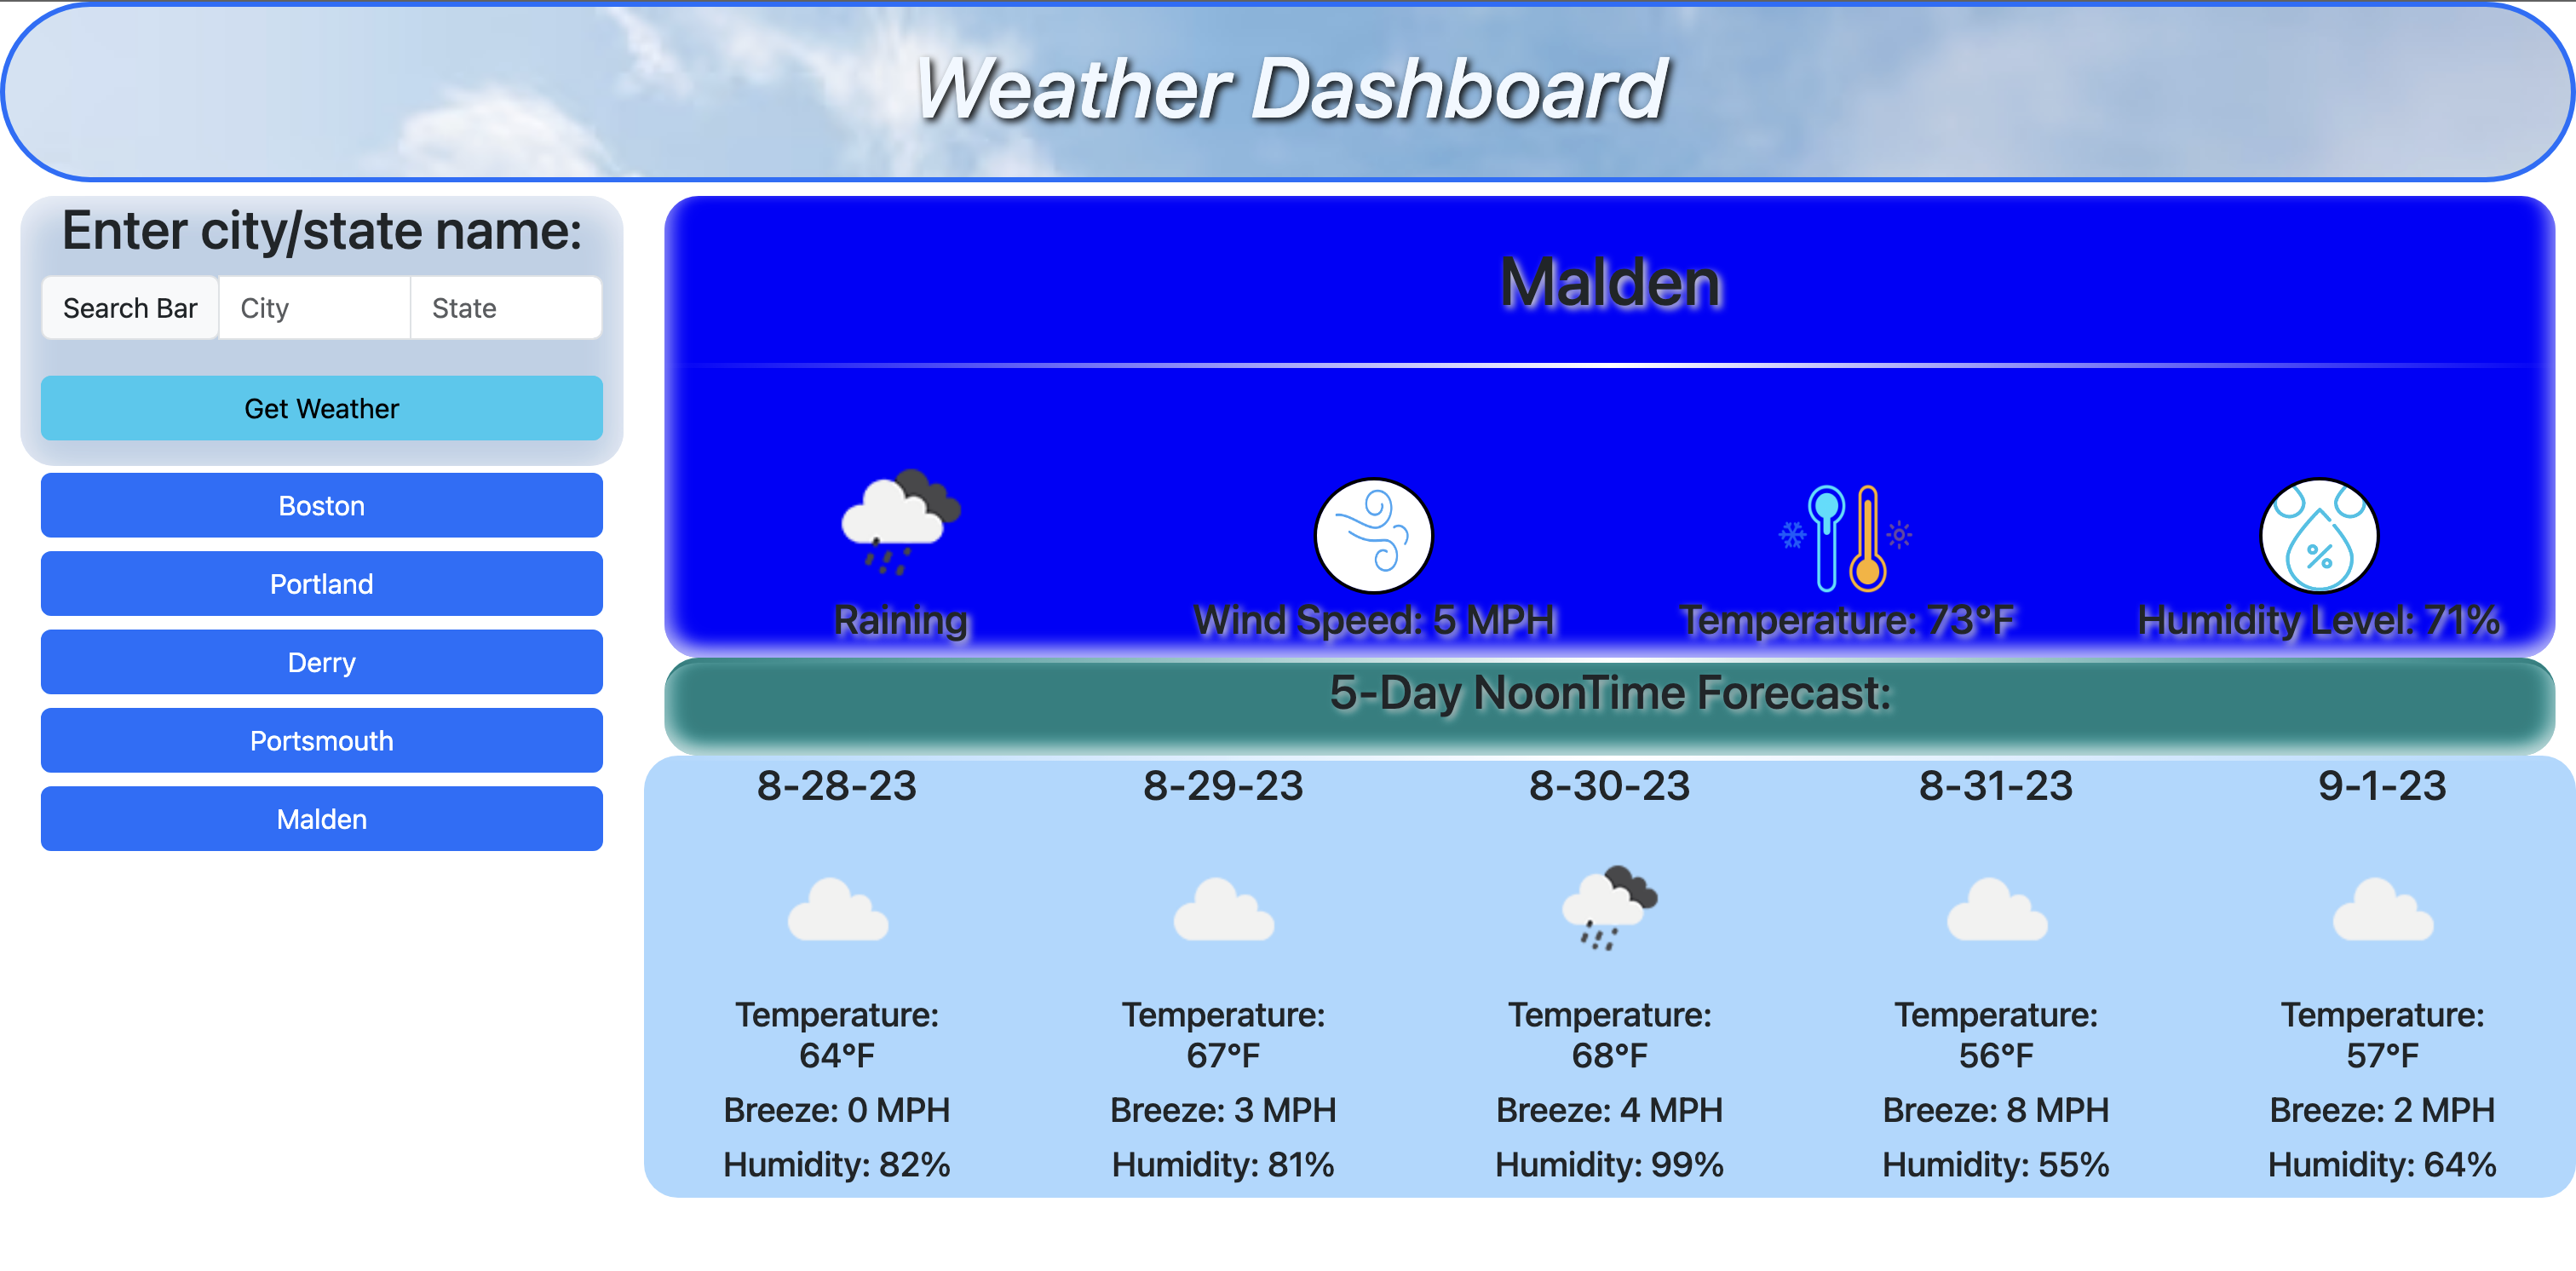 Weather Dashboard
Enter city/state name:
Search Bar City State
Get Weather
Boston
Portland
Derry
Portsmouth
Malden
Malden
Raining Wind Speed: 5 MPH Temperature: 73°F Humidity Level: 71%
%
5-Day NoonTime Forecast:
8-28-23
Temperature:
64°F
Breeze: 0 MPH
Humidity: 82%
8-29-23
Temperature:
67°F
Breeze: 3 MPH
Humidity: 81%
8-30-23
Temperature:
68°F
Breeze: 4 MPH
Humidity: 99%
8-31-23
Temperature:
56°F
Breeze: 8 MPH
Humidity: 55%
9-1-23
Temperature:
57°F
Breeze: 2 MPH
Humidity: 64%